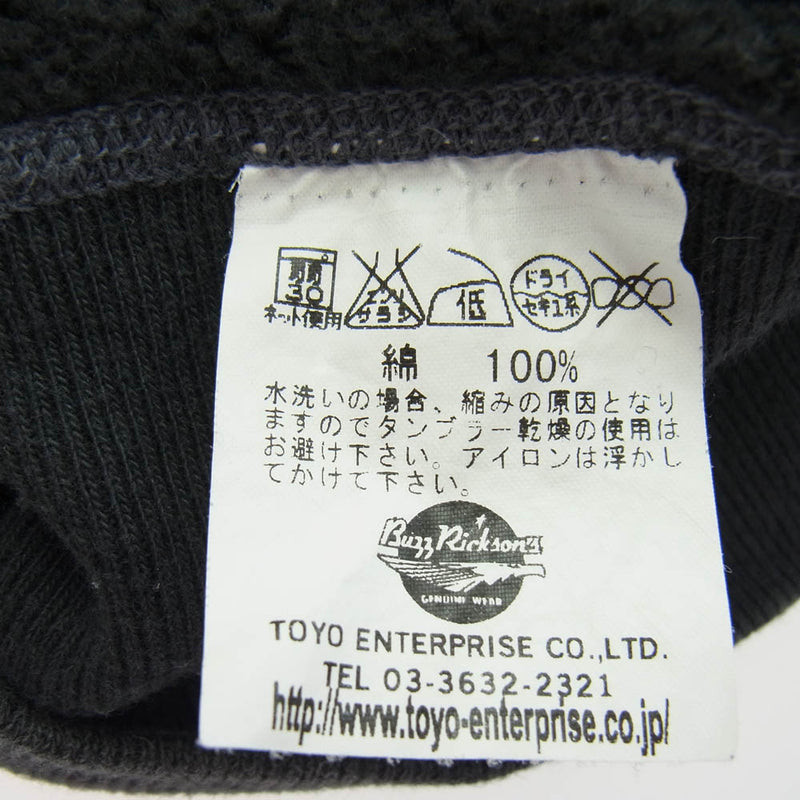 弱 30 エンソサラシ 低 ドライ セキユ系
ネット使用
綿 100%
水洗いの場合、縮みの原因となり
ますのでタンブラー乾燥の使用は
お避け下さい。アイロンは浮かし
てかけて下さい。
Buzz Rickson's
GENUINE WEAR
TOYO ENTERPRISE CO.,LTD.
TEL 03-3632-2321
http://www.toyo-enterprise.co.jp/